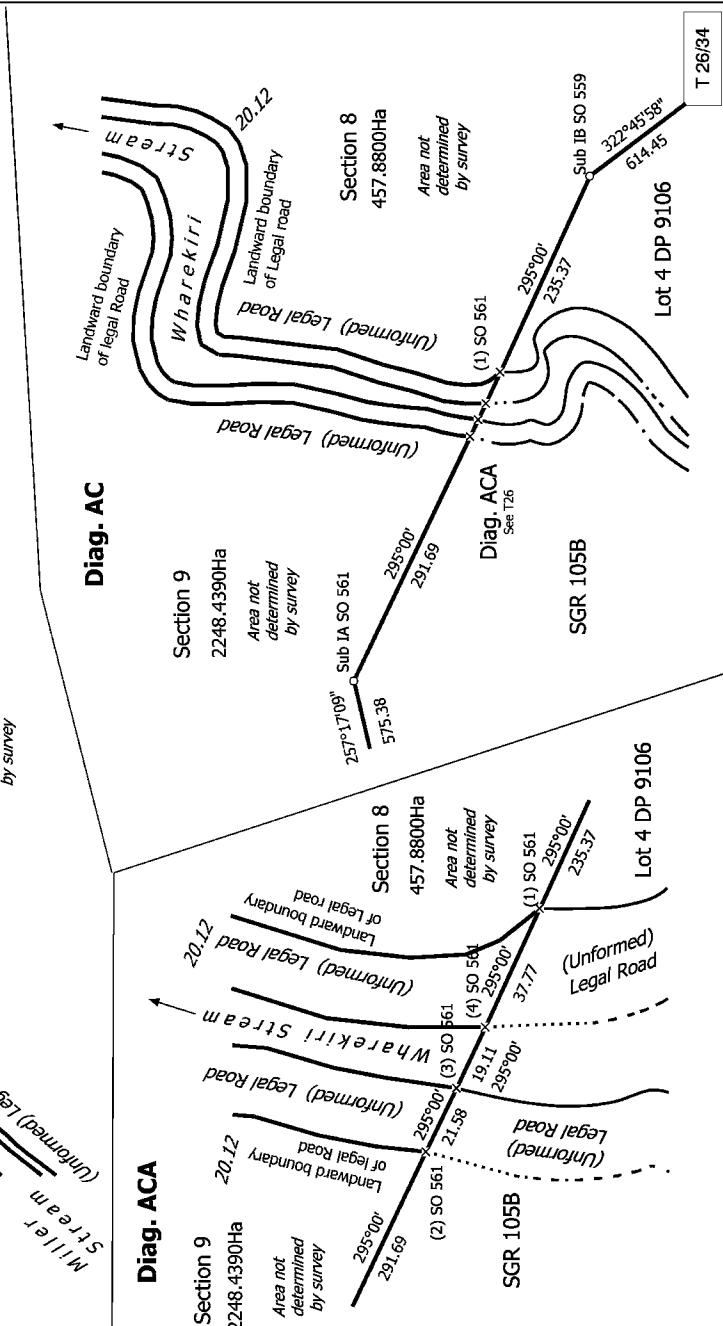 by survey
(Unformed)
Miller
Stream
Diag. AC
Landward boundary
of legal Road
Stream
20.12
Wharekiri
Landward boundary
of Legal road
Section 8
457.8800Ha
Area not
determined
by survey
(Unformed) Legal Road
(Unformed) Legal Road
(1) SO 561
295°00'
235.37
Sub IB SO 559
322°45'58"
614.45
T 26/34
Lot 4 DP 9106
Section 9
2248.4390Ha
Area not
determined
by survey
Sub IA SO 561
257°17'09"
575.38
295°00'
291.69
Diag. ACA
See T26
SGR 105B
Diag. ACA
Section 9
2248.4390Ha
Area not
determined
by survey
20.12
Landward boundary
of legal Road
(Unformed) Legal Road
Wharekiri Stream
20.12
(Unformed) Legal Road
Landward boundary
of Legal road
Section 8
457.8800Ha
Area not
determined
by survey
295°00'
291.69
(2) SO 561
295°00'
21.58
(3) SO 561
19.11
295°00'
(4) SO 561
295°00'
37.77
(1) SO 561
295°00'
235.37
Lot 4 DP 9106
(Unformed)
Legal Road
(Unformed)
Legal Road
SGR 105B